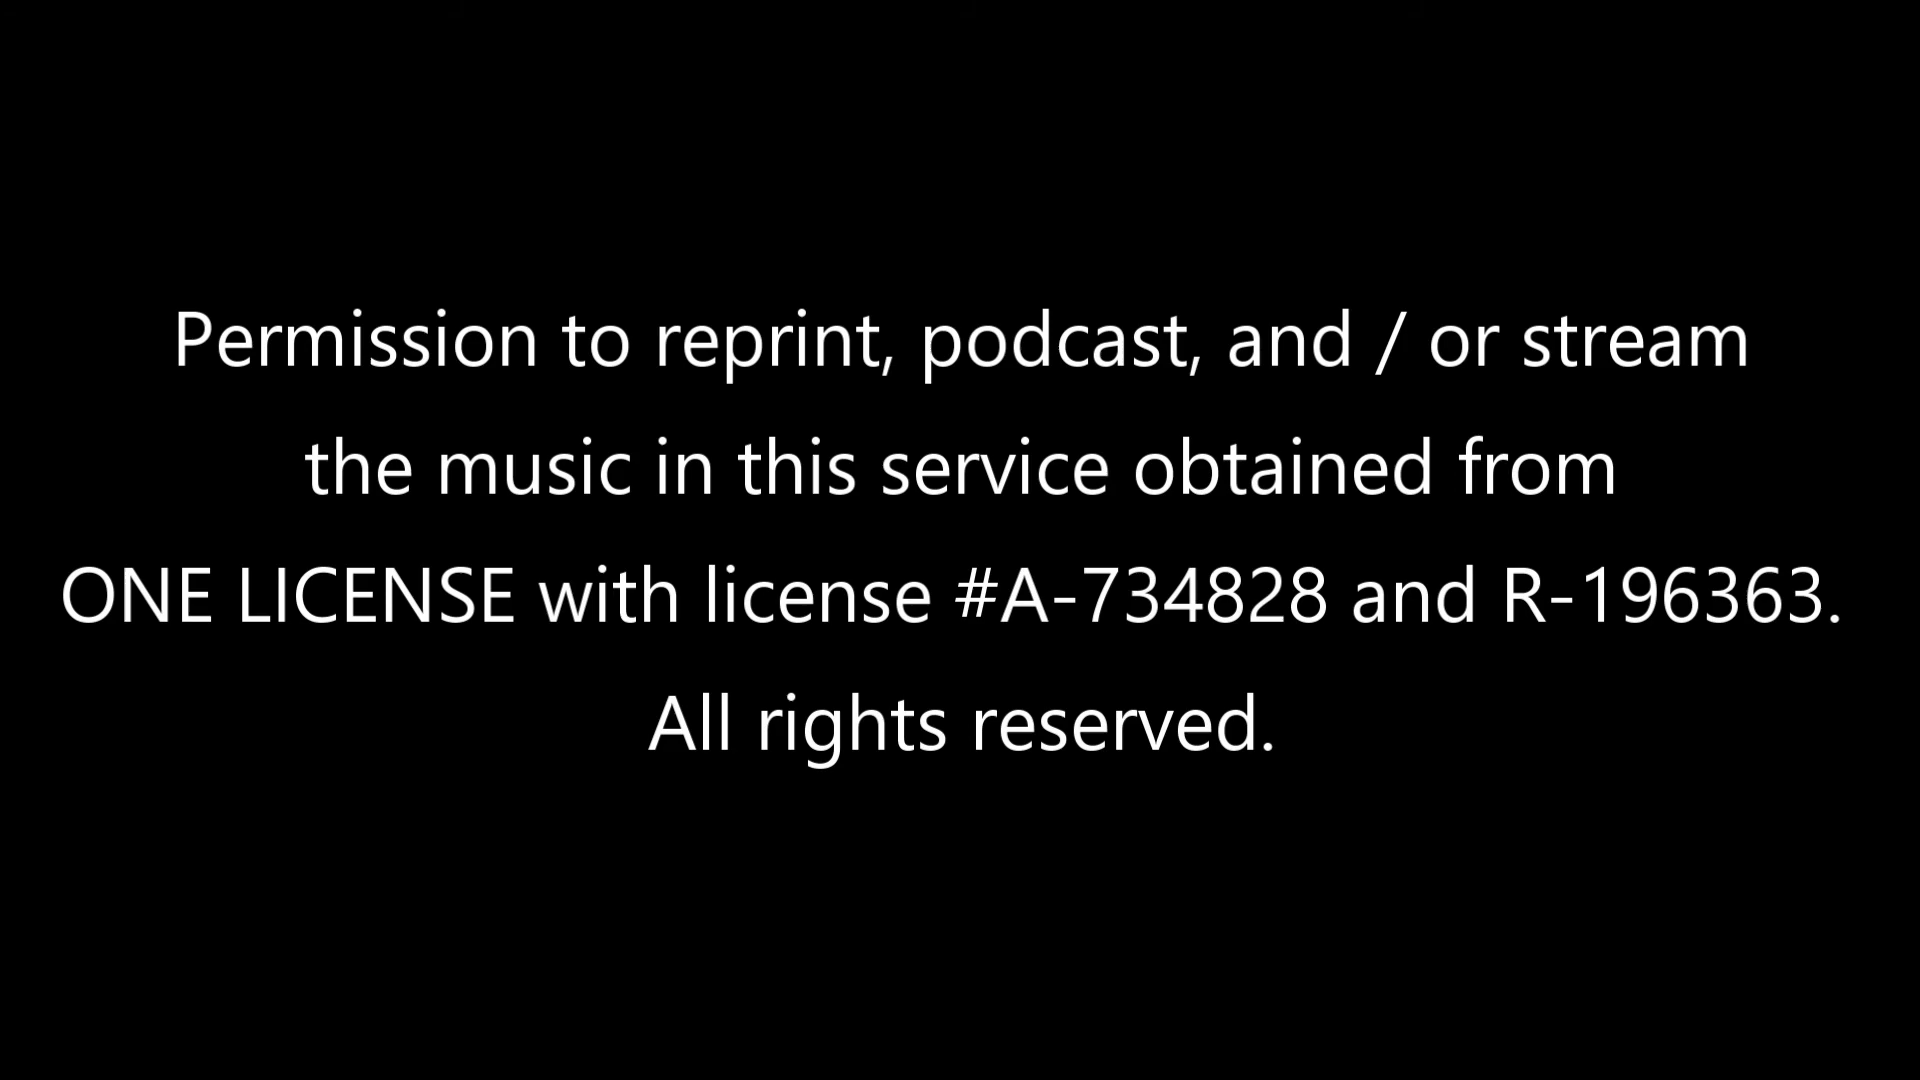 Permission to reprint, podcast, and / or stream
the music in this service obtained from
ONE LICENSE with license #A-734828 and R-196363.
All rights reserved.